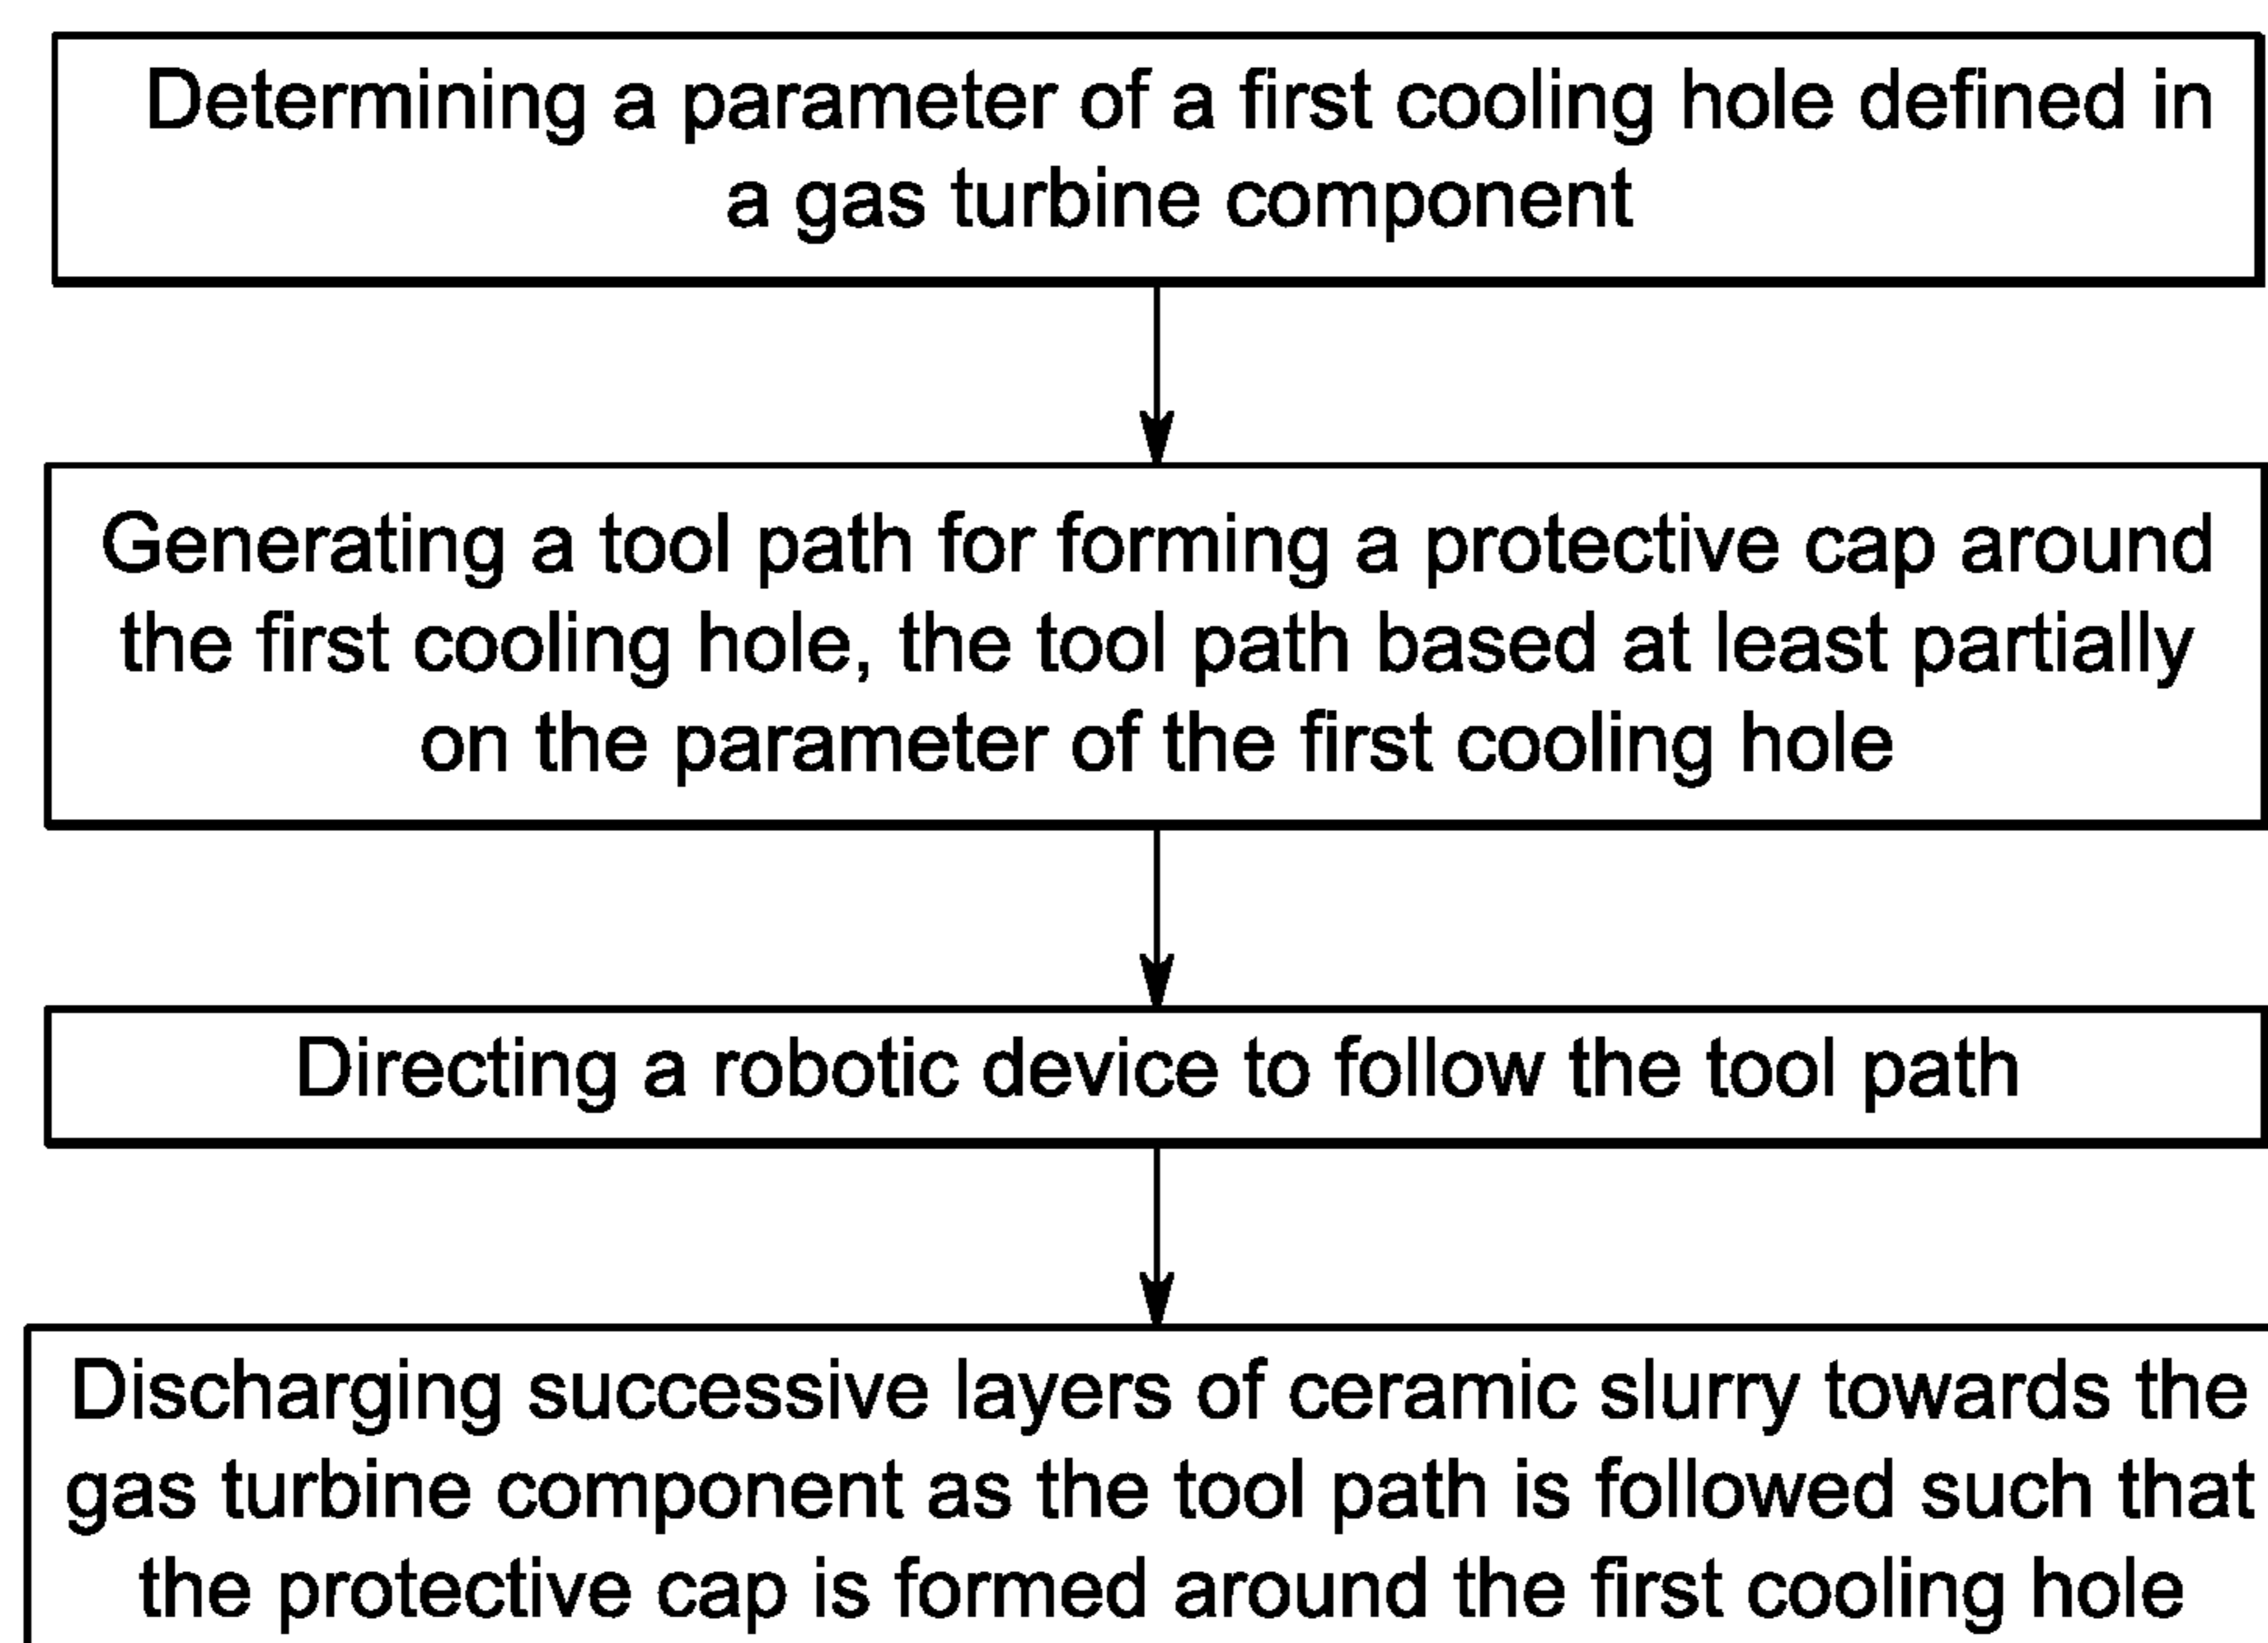 Determining a parameter of a first cooling hole defined in
a gas turbine component
Generating a tool path for forming a protective cap around
the first cooling hole, the tool path based at least partially
on the parameter of the first cooling hole
Directing a robotic device to follow the tool path
Discharging successive layers of ceramic slurry towards the
gas turbine component as the tool path is followed such that
the protective cap is formed around the first cooling hole